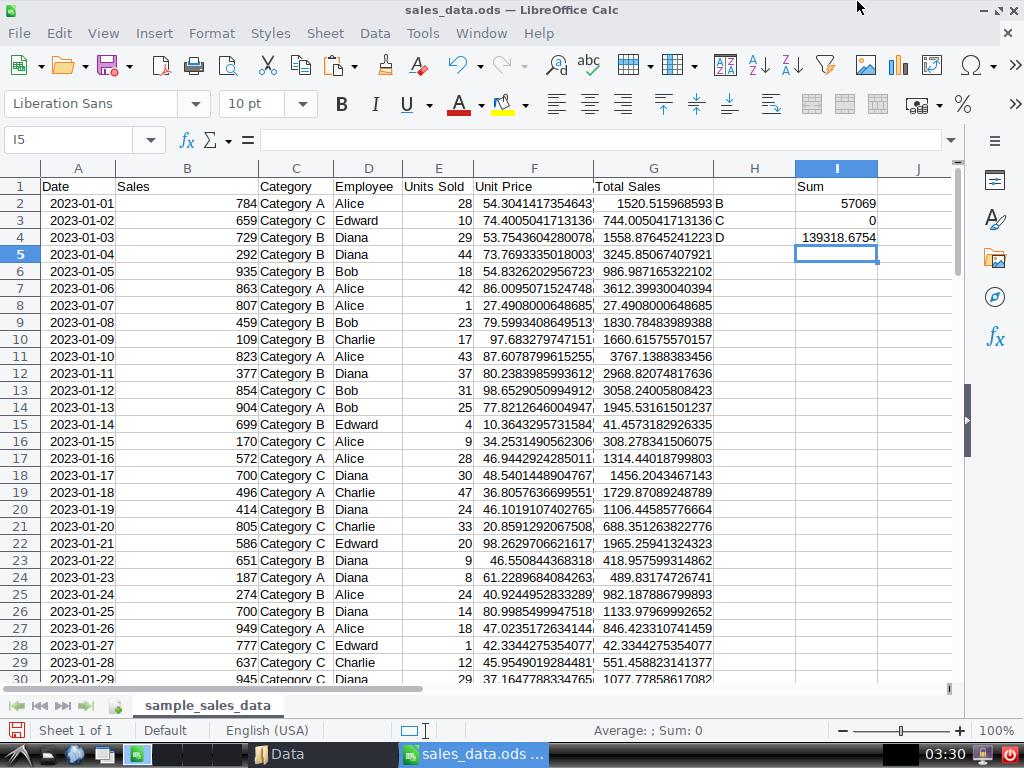 sales_data.ods — LibreOffice Calc
File Edit View Insert Format Styles Sheet Data Tools Window Help
Liberation Sans 10 pt B I U A %
I5 fx Σ =
A B C D E F G H I J
1 Date Sales Category Employee Units Sold Unit Price Total Sales Sum
2 2023-01-01 784 Category A Alice 28 54.3041417354643 1520.515968593 B 57069
3 2023-01-02 659 Category C Edward 10 74.4005041713136 744.005041713136 C 0
4 2023-01-03 729 Category B Diana 29 53.7543604280078 1558.87645241223 D 139318.6754
5 2023-01-04 292 Category B Diana 44 73.7693335018003 3245.85067407921
6 2023-01-05 935 Category B Bob 18 54.8326202956723 986.987165322102
7 2023-01-06 863 Category A Alice 42 86.0095071524748 3612.39930040394
8 2023-01-07 807 Category B Alice 1 27.4908000648685 27.4908000648685
9 2023-01-08 459 Category B Bob 23 79.5993408649513 1830.78483989388
10 2023-01-09 109 Category B Charlie 17 97.683279747151 1660.61575570157
11 2023-01-10 823 Category A Alice 43 87.6078799615255 3767.1388383456
12 2023-01-11 377 Category B Diana 37 80.2383985993612 2968.82074817636
13 2023-01-12 854 Category C Bob 31 98.6529050994912 3058.24005808423
14 2023-01-13 904 Category A Bob 25 77.8212646004947 1945.53161501237
15 2023-01-14 699 Category B Edward 4 10.3643295731584 41.4573182926335
16 2023-01-15 170 Category C Alice 9 34.2531490562306 308.278341506075
17 2023-01-16 572 Category A Alice 28 46.9442924285011 1314.44018799803
18 2023-01-17 700 Category C Diana 30 48.5401448904767 1456.2043467143
19 2023-01-18 496 Category A Charlie 47 36.8057636699551 1729.87089248789
20 2023-01-19 414 Category B Diana 24 46.1019107402765 1106.44585776664
21 2023-01-20 805 Category C Charlie 33 20.8591292067508 688.351263822776
22 2023-01-21 586 Category C Edward 20 98.2629706621617 1965.25941324323
23 2023-01-22 651 Category B Diana 9 46.550844368318 418.957599314862
24 2023-01-23 187 Category A Diana 8 61.2289684084263 489.83174726741
25 2023-01-24 274 Category B Alice 24 40.9244952833289 982.187886799893
26 2023-01-25 700 Category B Diana 14 80.9985499947518 1133.97969992652
27 2023-01-26 949 Category A Alice 18 47.0235172634144 846.423310741459
28 2023-01-27 777 Category C Edward 1 42.3344275354077 42.3344275354077
29 2023-01-28 637 Category C Charlie 12 45.9549019284481 551.458823141377
30 2023-01-29 945 Category C Diana 29 37.1647788334765 1077.77858617082
sample_sales_data
Sheet 1 of 1 Default English (USA) Average: ; Sum: 0 100%
Data sales_data.ods ... 03:30